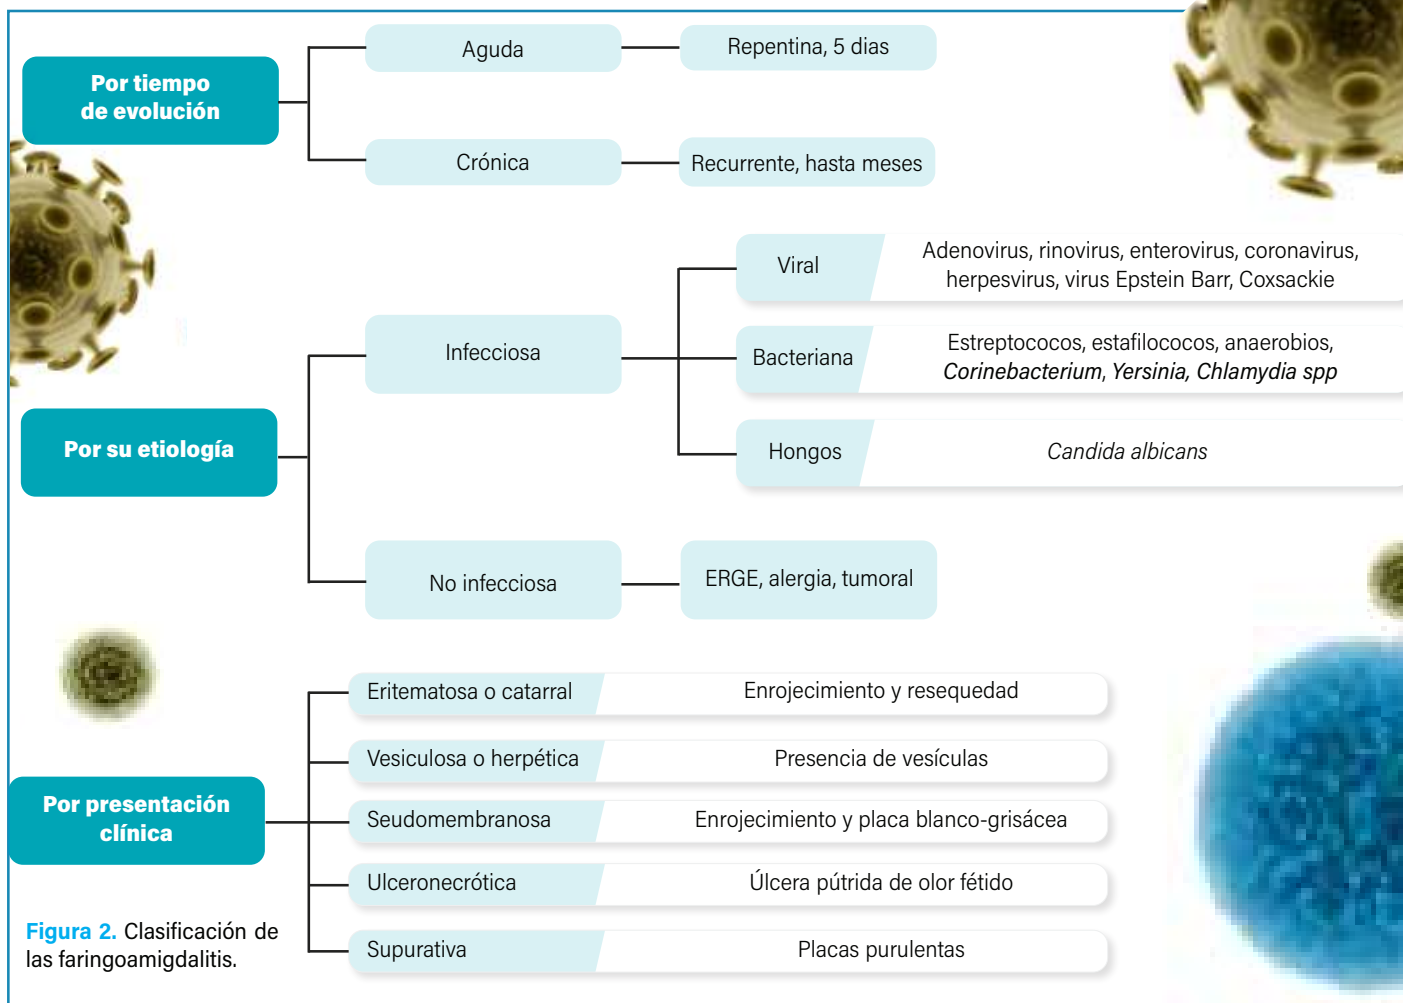 Por tiempo
de evolución
Aguda
Repentina, 5 dias
Crónica
Recurrente, hasta meses
Por su etiología
Infecciosa
Viral
Adenovirus, rinovirus, enterovirus, coronavirus,
herpesvirus, virus Epstein Barr, Coxsackie
Bacteriana
Estreptococos, estafilococos, anaerobios,
Corinebacterium, Yersinia, Chlamydia spp
Hongos
Candida albicans
No infecciosa
ERGE, alergia, tumoral
Por presentación
clínica
Eritematosa o catarral
Enrojecimiento y resequedad
Vesiculosa o herpética
Presencia de vesículas
Seudomembranosa
Enrojecimiento y placa blanco-grisácea
Ulceronecrótica
Úlcera pútrida de olor fétido
Supurativa
Placas purulentas
Figura 2. Clasificación de
las faringoamigdalitis.